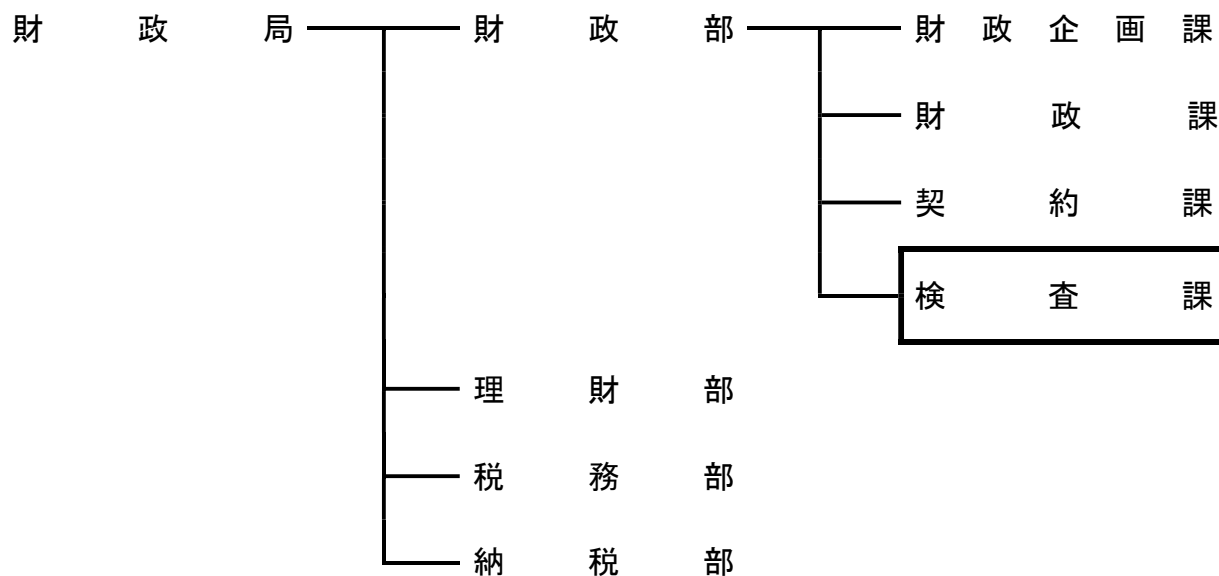 財政局 財政部 財政企画課
財政課
契約課
検査課
理財部
税務部
納税部